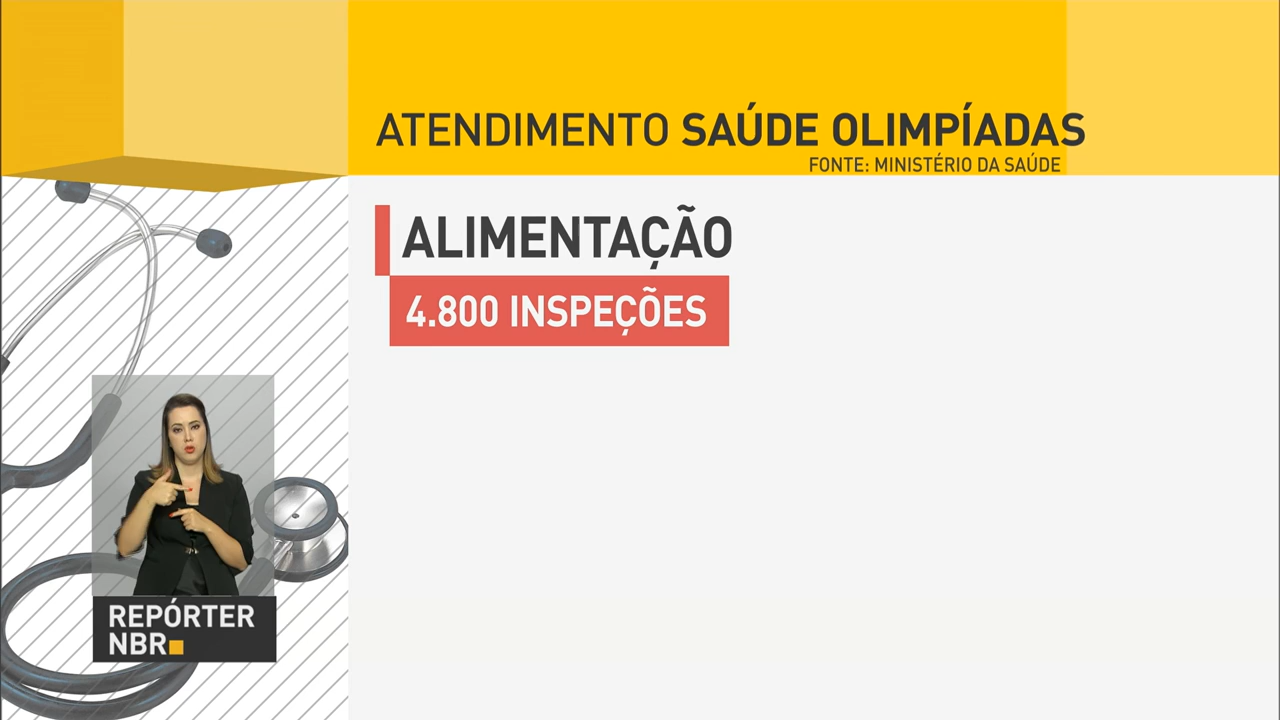 ATENDIMENTO SAÚDE OLIMPÍADAS
FONTE: MINISTÉRIO DA SAÚDE
ALIMENTAÇÃO
4.800 INSPEÇÕES
REPÓRTER
NBR